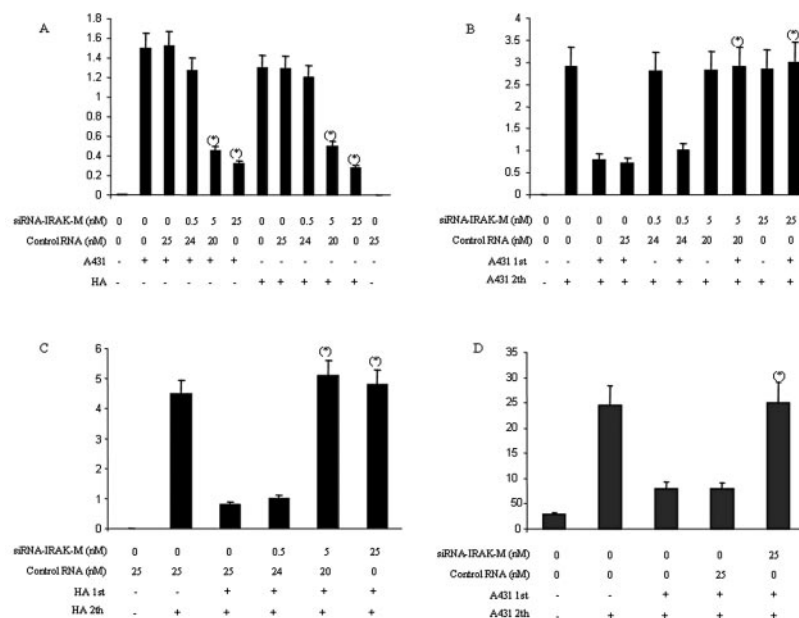 A
1.8
1.6
1.4
1.2
1
0.8
0.6
0.4
0.2
0
(*) (*) (*) (*)
siRNA-IRAK-M (nM) 0 0 0 0.5 5 25 0 0 0.5 5 25 0
Control RNA (nM) 0 0 25 24 20 0 0 25 24 20 0 25
A431 - + + + + + - - - - - -
HA - - - - - - + + + + + -
B
4
3.5
3
2.5
2
1.5
1
0.5
0
(*) (*)
siRNA-IRAK-M (nM) 0 0 0 0 0.5 0.5 5 5 25 25
Control RNA (nM) 0 0 0 25 24 24 20 20 0 0
A431 1st - - + + - + - + - +
A431 2th - + + + + + + + + +
C
6
5
4
3
2
1
0
(*) (*)
siRNA-IRAK-M (nM) 0 0 0 0.5 5 25
Control RNA (nM) 25 25 25 24 20 0
HA 1st - - + + + +
HA 2th - + + + + +
D
35
30
25
20
15
10
50
0
(*)
siRNA-IRAK-M (nM) 0 0 0 0 25
Control RNA (nM) 0 0 0 25 0
A431 1st - - + + +
A431 2th - + + + +